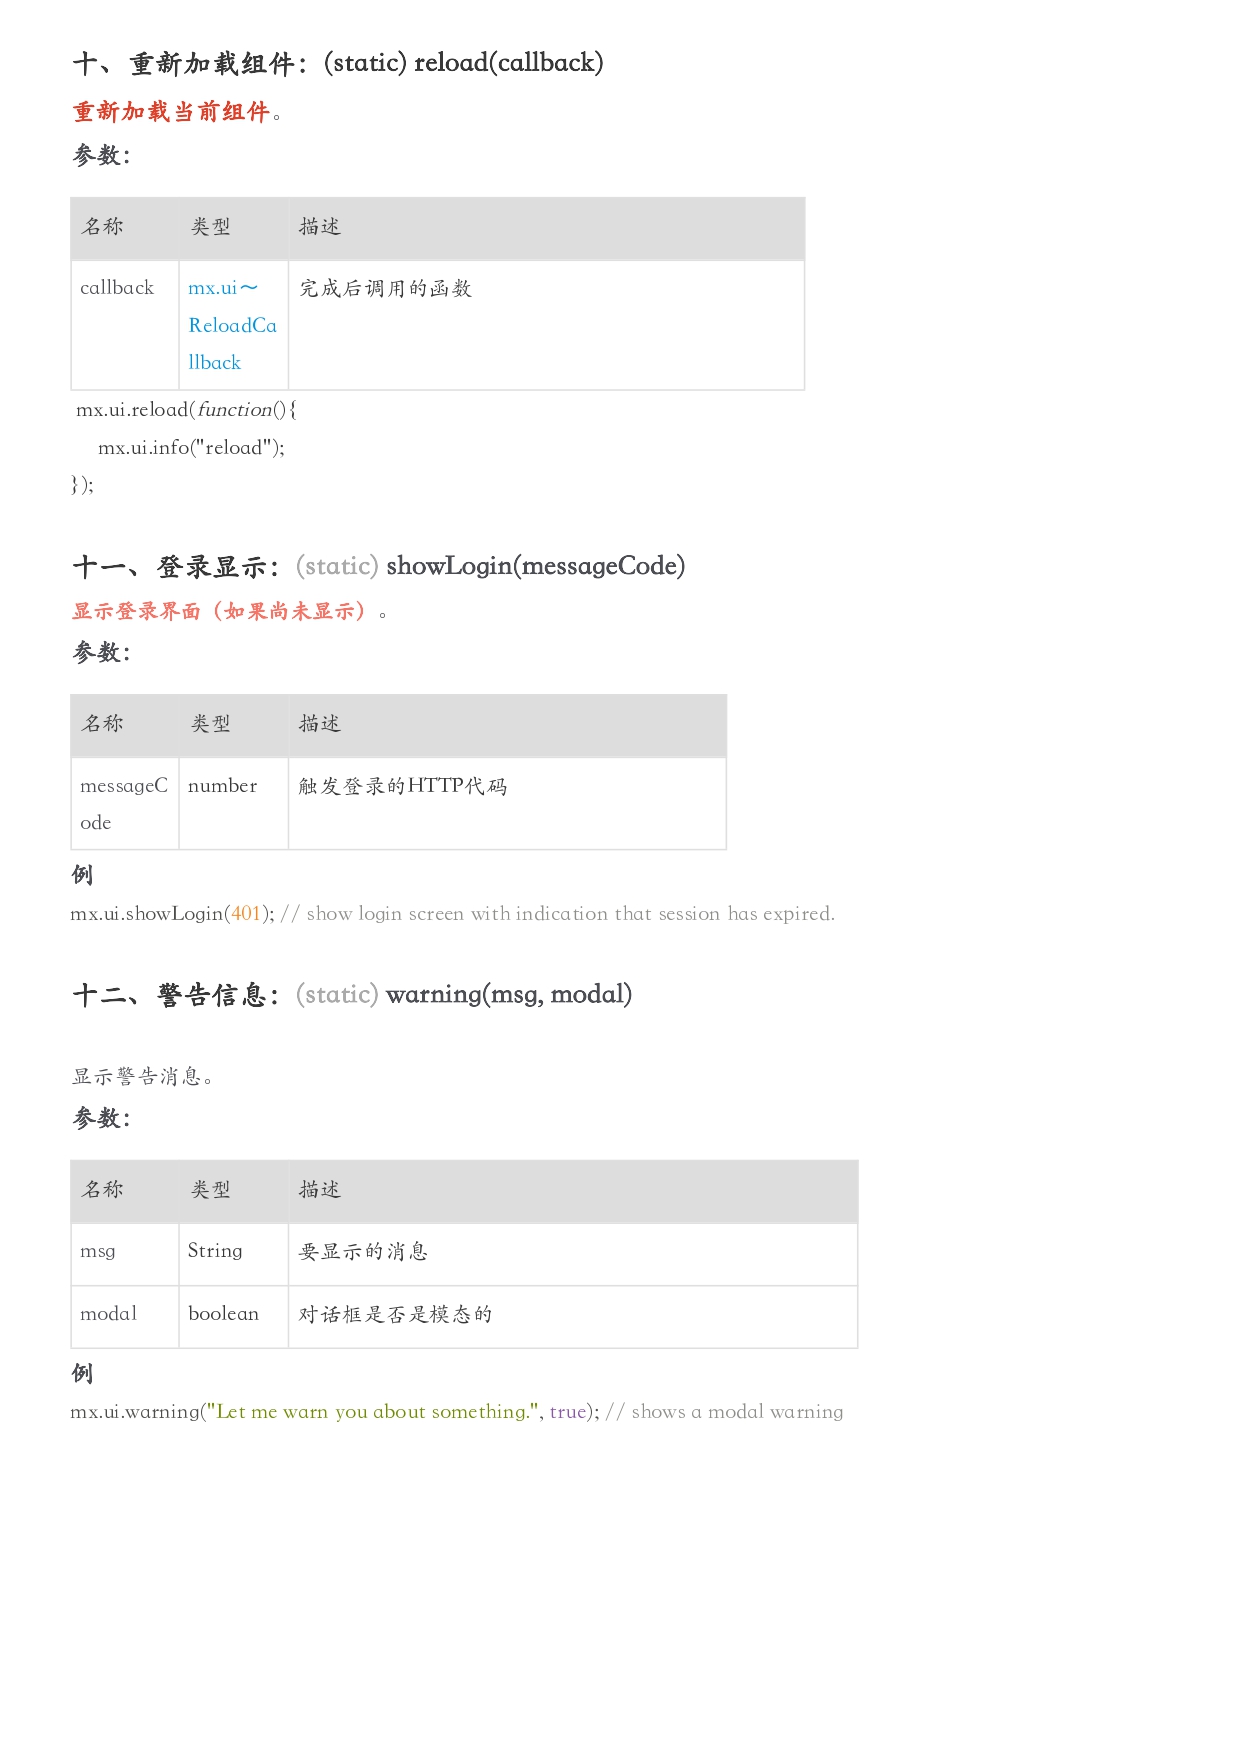 十、重新加载组件：(static) reload(callback)
重新加载当前组件。
参数：
名称 类型 描述
callback mx.ui～ 完成后调用的函数
ReloadCa
llback
mx.ui.reload(function(){
mx.ui.info("reload");
});
十一、登录显示：(static) showLogin(messageCode)
显示登录界面（如果尚未显示）。
参数：
名称 类型 描述
messageC number 触发登录的HTTP代码
ode
例
mx.ui.showLogin(401); // show login screen with indication that session has expired.
十二、警告信息：(static) warning(msg, modal)
显示警告消息。
参数：
名称 类型 描述
msg String 要显示的消息
modal boolean 对话框是否是模态的
例
mx.ui.warning("Let me warn you about something.", true); // shows a modal warning